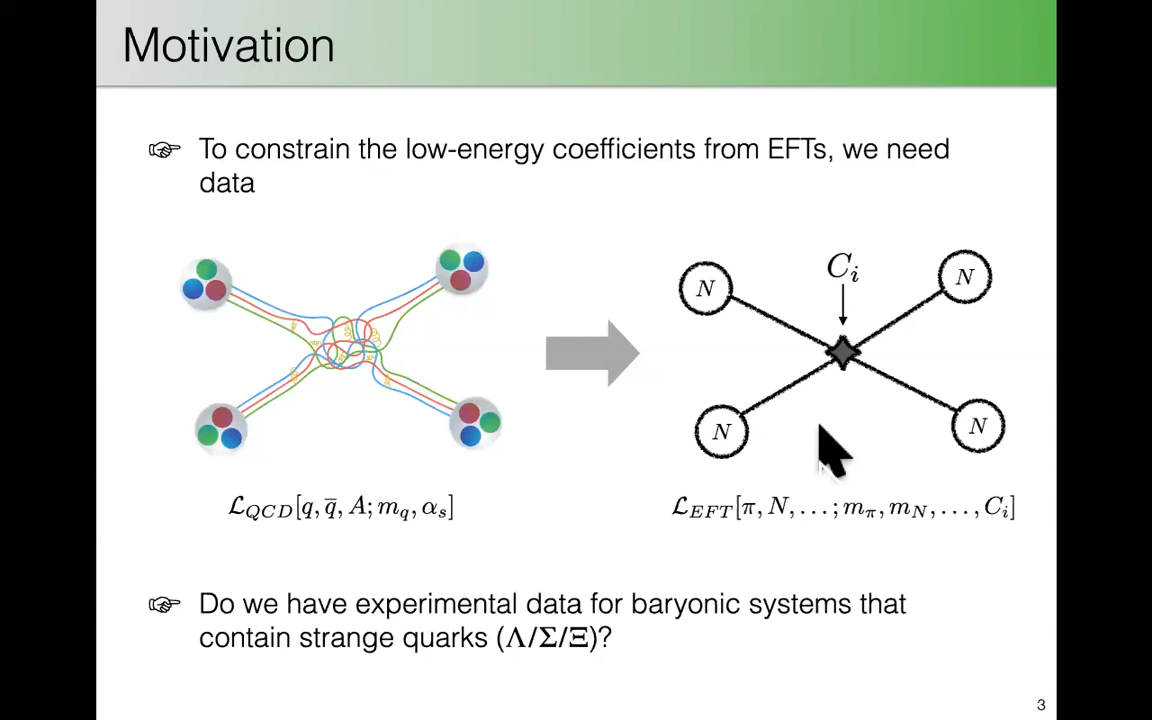 Motivation
☞ To constrain the low-energy coefficients from EFTs, we need
data
N
C_i
N
N
N
ℒ_{QCD}[q, q̄, A; m_q, α_s]
ℒ_{EFT}[π, N, ...; m_π, m_N, ..., C_i]
☞ Do we have experimental data for baryonic systems that
contain strange quarks (Λ/Σ/Ξ)?
3